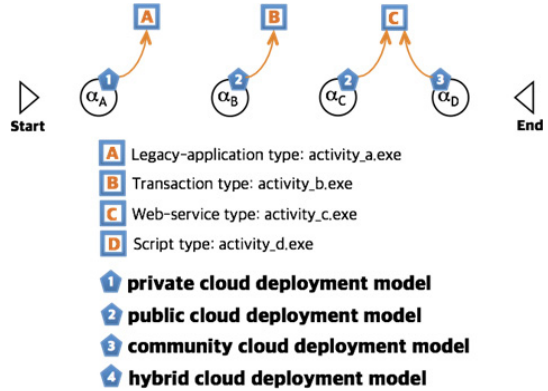 A B C
1 2 2 3
αA αB αC αD
Start End
A Legacy-application type: activity_a.exe
B Transaction type: activity_b.exe
C Web-service type: activity_c.exe
D Script type: activity_d.exe
1 private cloud deployment model
2 public cloud deployment model
3 community cloud deployment model
4 hybrid cloud deployment model